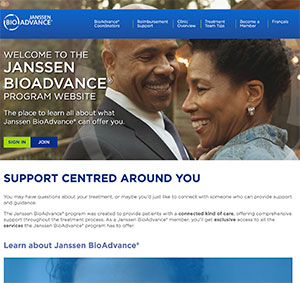 JANSSEN
BIOADVANCE®
BioAdvance® Coordinators
Reimbursement Support
Clinic Overview
Treatment Team Tips
Become a Member
Français
WELCOME TO THE
JANSSEN
BIOADVANCE®
PROGRAM WEBSITE
The place to learn all about what
Janssen BioAdvance® can offer you.
SIGN IN
JOIN
SUPPORT CENTRED AROUND YOU
You may have questions about your treatment, or maybe you'd just like to connect with someone who can provide support
and guidance.
The Janssen BioAdvance® program was created to provide patients with a connected kind of care, offering comprehensive
support throughout the treatment process. As a Janssen BioAdvance® member, you'll get exclusive access to all the
services the Janssen BioAdvance® program has to offer.
Learn about Janssen BioAdvance®